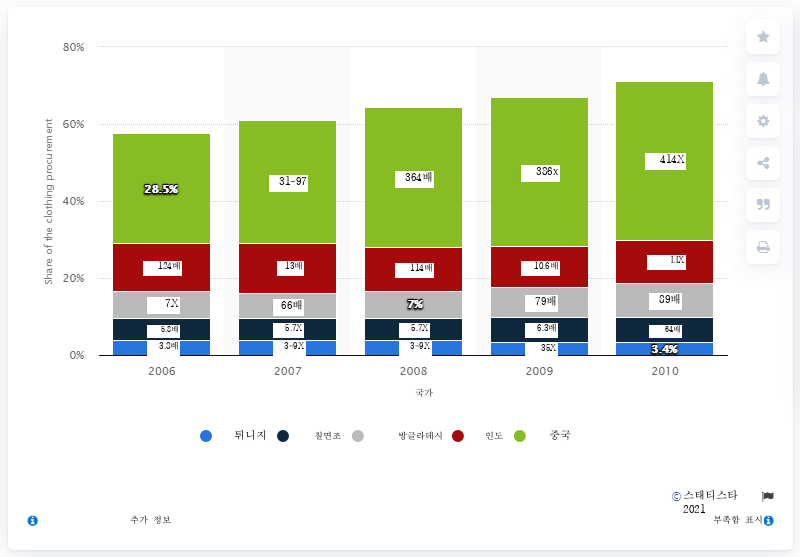 80%
60%
40%
20%
0%
Share of the clothing procurement
28.5%
31-97
364배
386x
414X
124배
13배
114배
10.6배
11X
7X
66배
7%
79배
89배
5.8배
5.7X
5.7X
6.3배
64배
3.8배
3-9X
3-9X
35X
3.4%
2006 2007 2008 2009 2010
국가
튀니지 칠면조 방글라데시 인도 중국
© 스태티스타
2021
추가 정보 부족함 표시